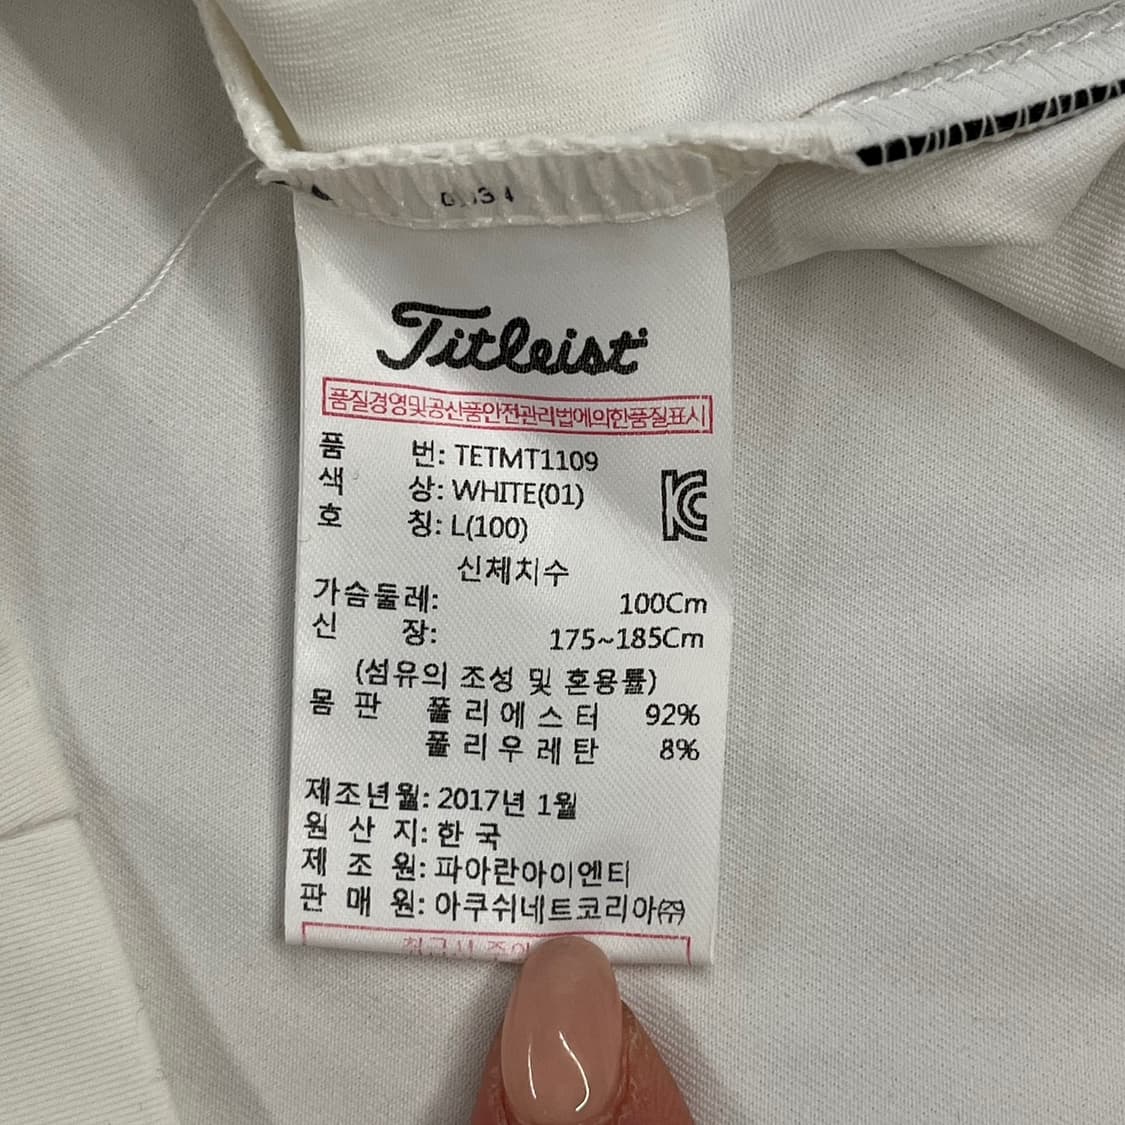 Titleist
품질경영및공산품안전관리법에의한품질표시
품 번: TETMT1109
색 상: WHITE(01)
호 칭: L(100)
신체치수
가슴둘레: 100Cm
신 장: 175~185Cm
(섬유의 조성 및 혼용률)
몸 판 폴 리 에 스 터 92%
폴 리 우 레 탄 8%
제조년월: 2017년 1월
원 산 지: 한 국
제 조 원: 파아란아이엔티
판 매 원: 아쿠쉬네트코리아㈜